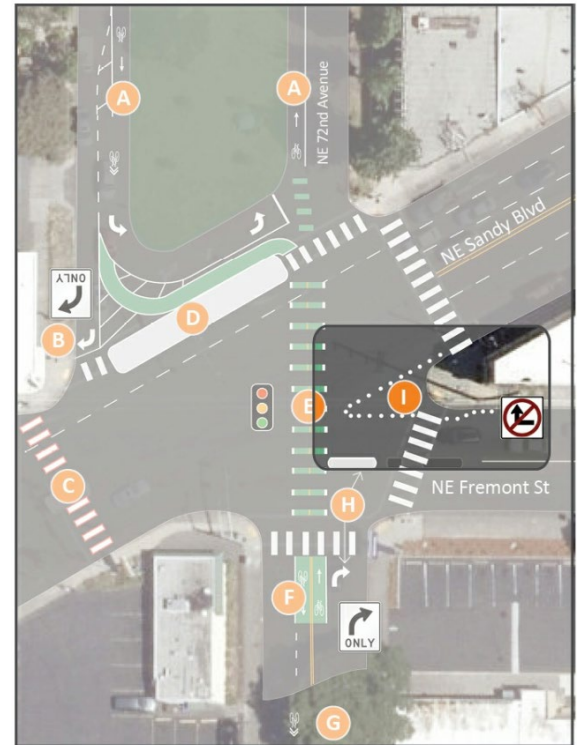 A
A
NE 72nd Avenue
NE Sandy Blvd
ONLY
B
D
E
I
C
H
NE Fremont St
F
ONLY
G